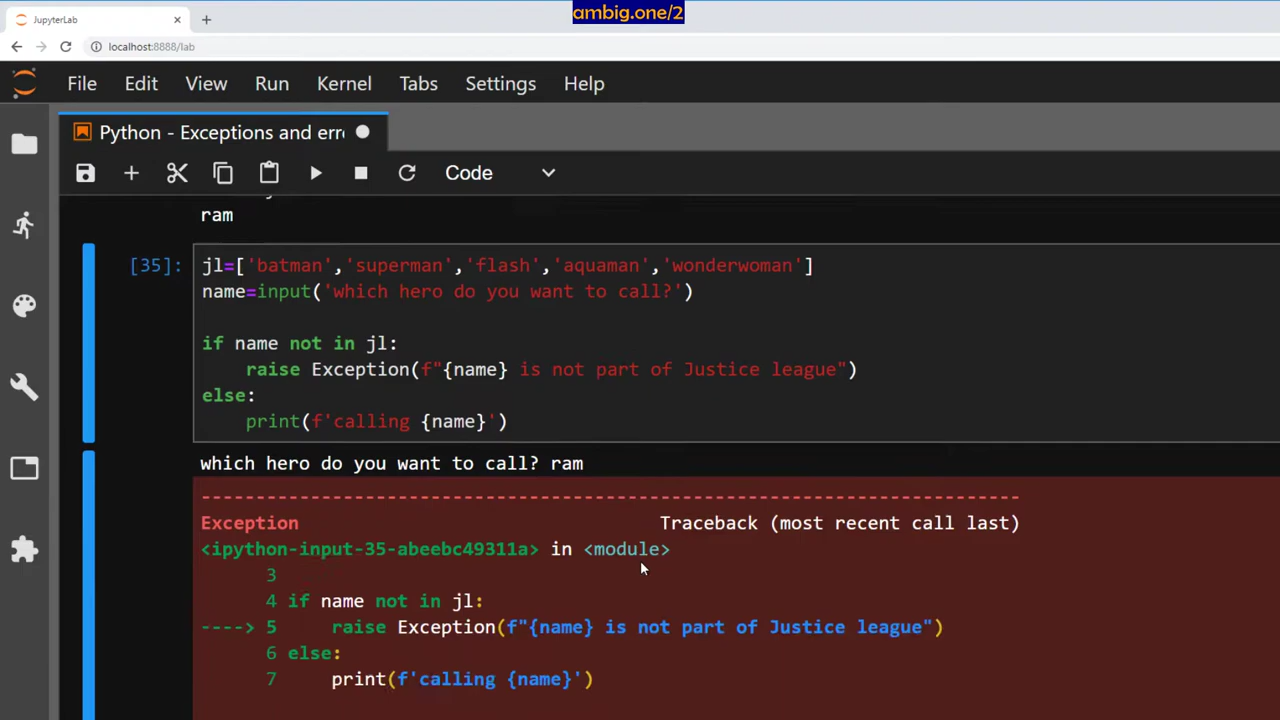 ambig.one/2
JupyterLab
localhost:8888/lab
File Edit View Run Kernel Tabs Settings Help
Python - Exceptions and erro
Code
ram
[35]: jl=['batman','superman','flash','aquaman','wonderwoman']
name=input('which hero do you want to call?')
if name not in jl:
raise Exception(f"{name} is not part of Justice league")
else:
print(f'calling {name}')
which hero do you want to call? ram
---------------------------------------------------------------------------
Exception Traceback (most recent call last)
<ipython-input-35-abeebc49311a> in <module>
3
4 if name not in jl:
----> 5 raise Exception(f"{name} is not part of Justice league")
6 else:
7 print(f'calling {name}')